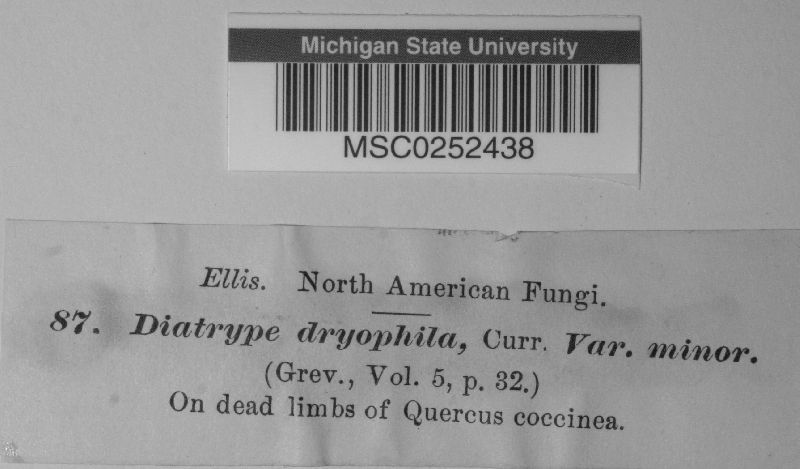 Michigan State University
MSC0252438
Ellis. North American Fungi.
87. Diatrype dryophila, Curr. Var. minor.
(Grev., Vol. 5, p. 32.)
On dead limbs of Quercus coccinea.